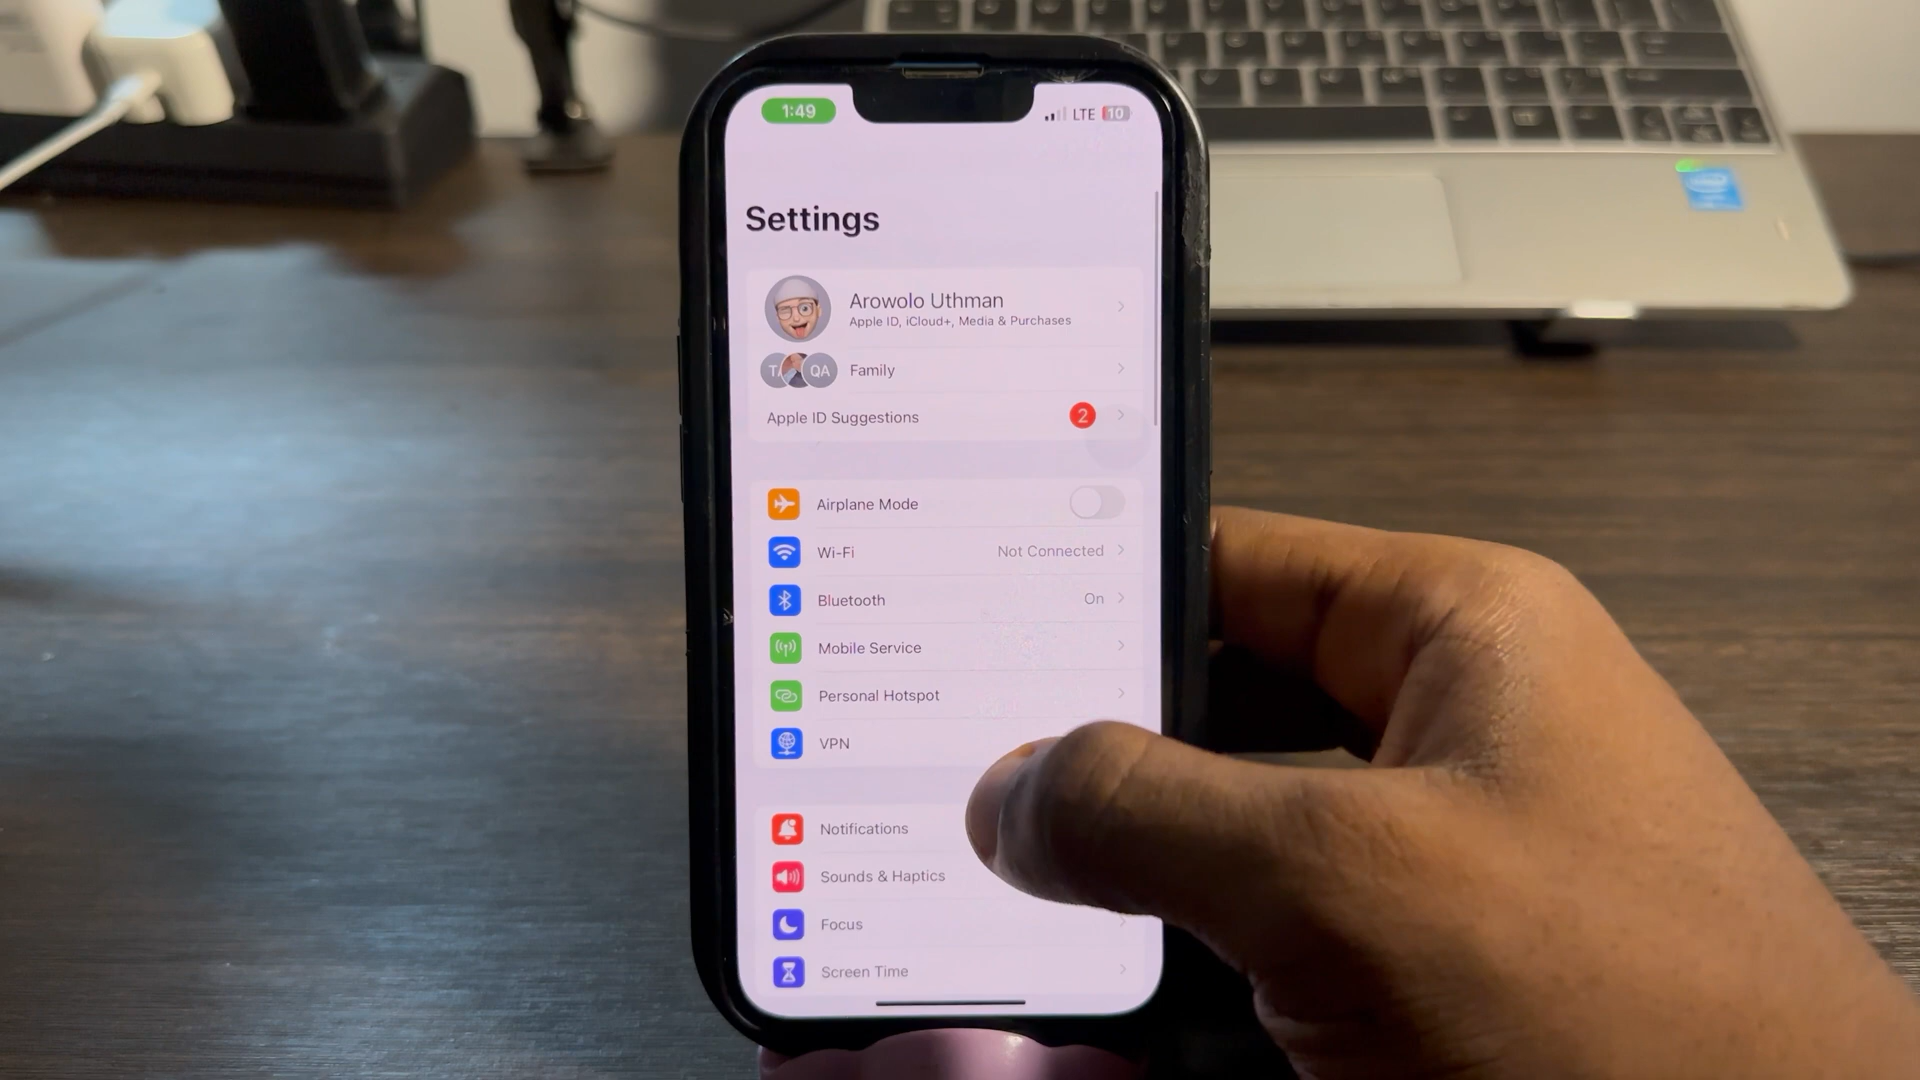 1:49
LTE 10
Settings
Arowolo Uthman
Apple ID, iCloud+, Media & Purchases
QA
Family
Apple ID Suggestions 2
Airplane Mode
Wi-Fi Not Connected
Bluetooth On
Mobile Service
Personal Hotspot
VPN
Notifications
Sounds & Haptics
Focus
Screen Time